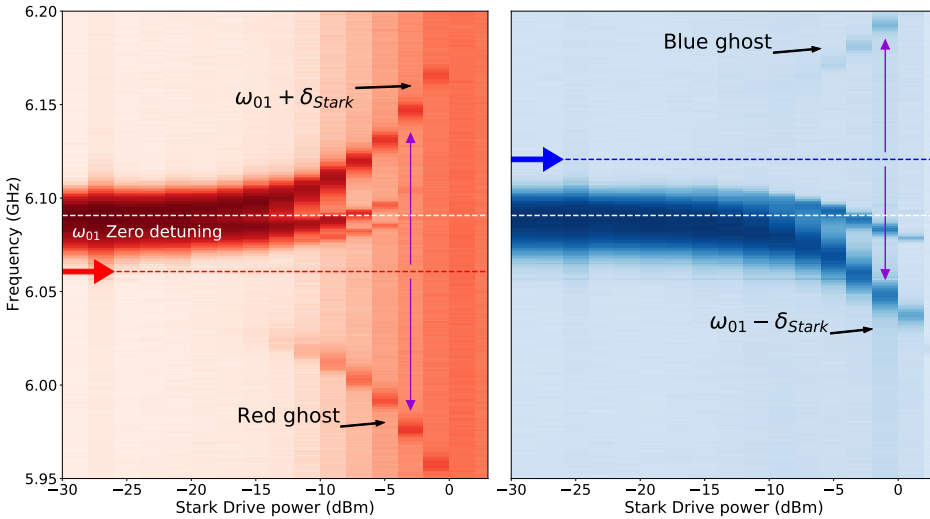 6.20
6.15
6.10
6.05
6.00
5.95
Frequency (GHz)
ω01 + δStark
ω01 Zero detuning
Red ghost
−30 −25 −20 −15 −10 −5 0
Stark Drive power (dBm)
Blue ghost
ω01 − δStark
−30 −25 −20 −15 −10 −5 0
Stark Drive power (dBm)